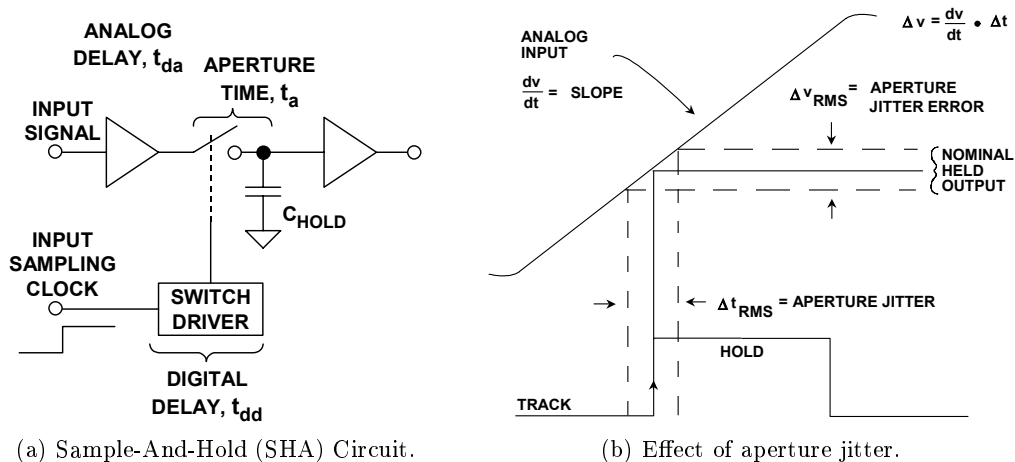 ANALOG
DELAY, tda
APERTURE
TIME, ta
INPUT
SIGNAL
CHOLD
INPUT
SAMPLING
CLOCK
SWITCH
DRIVER
DIGITAL
DELAY, tdd
(a) Sample-And-Hold (SHA) Circuit.
Δv = dv/dt • Δt
ANALOG
INPUT
dv/dt = SLOPE
ΔvRMS = APERTURE
JITTER ERROR
NOMINAL
HELD
OUTPUT
ΔtRMS = APERTURE JITTER
HOLD
TRACK
(b) Effect of aperture jitter.